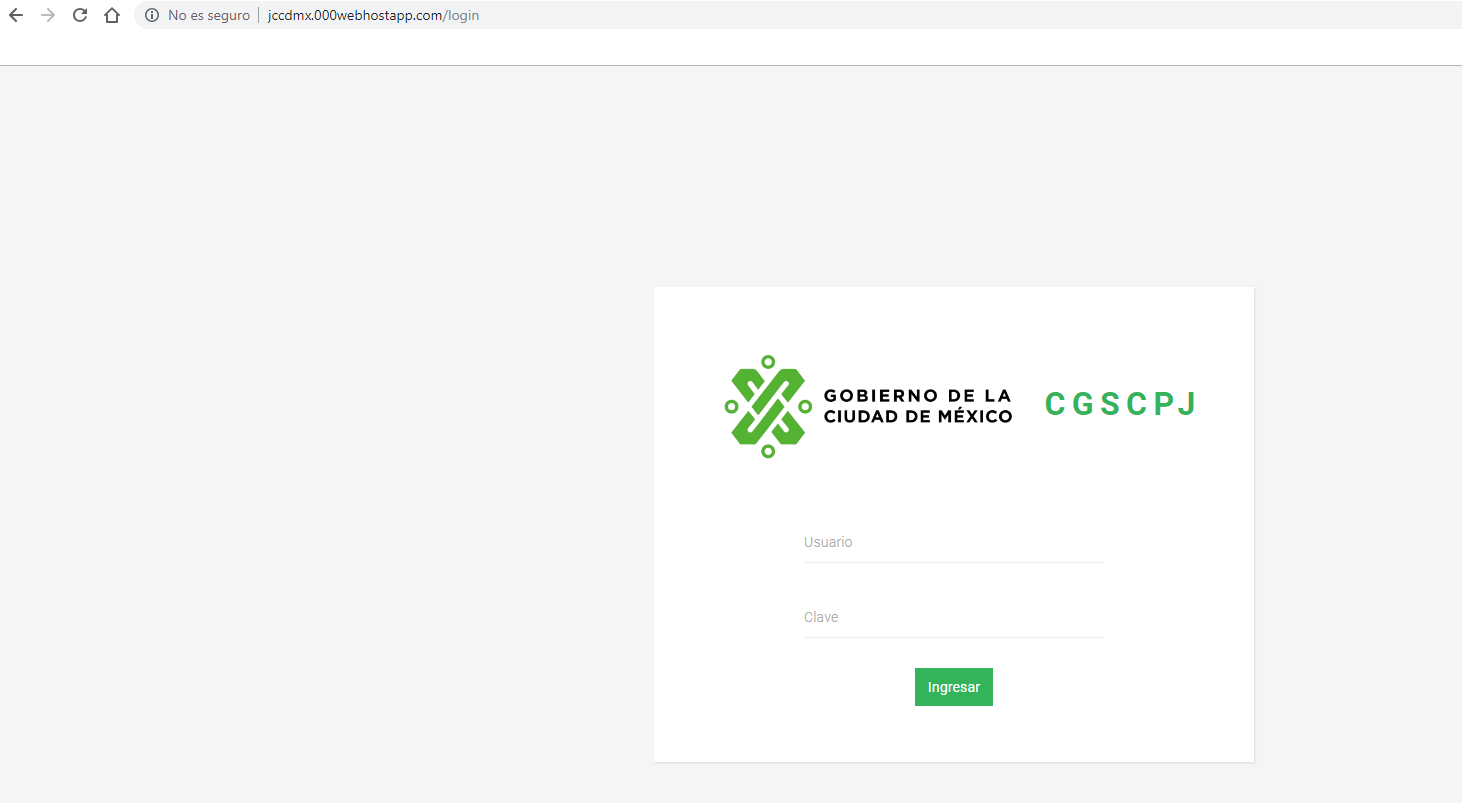 No es seguro | jccdmx.000webhostapp.com/login
GOBIERNO DE LA
CIUDAD DE MÉXICO
CGSCPJ
Usuario
Clave
Ingresar